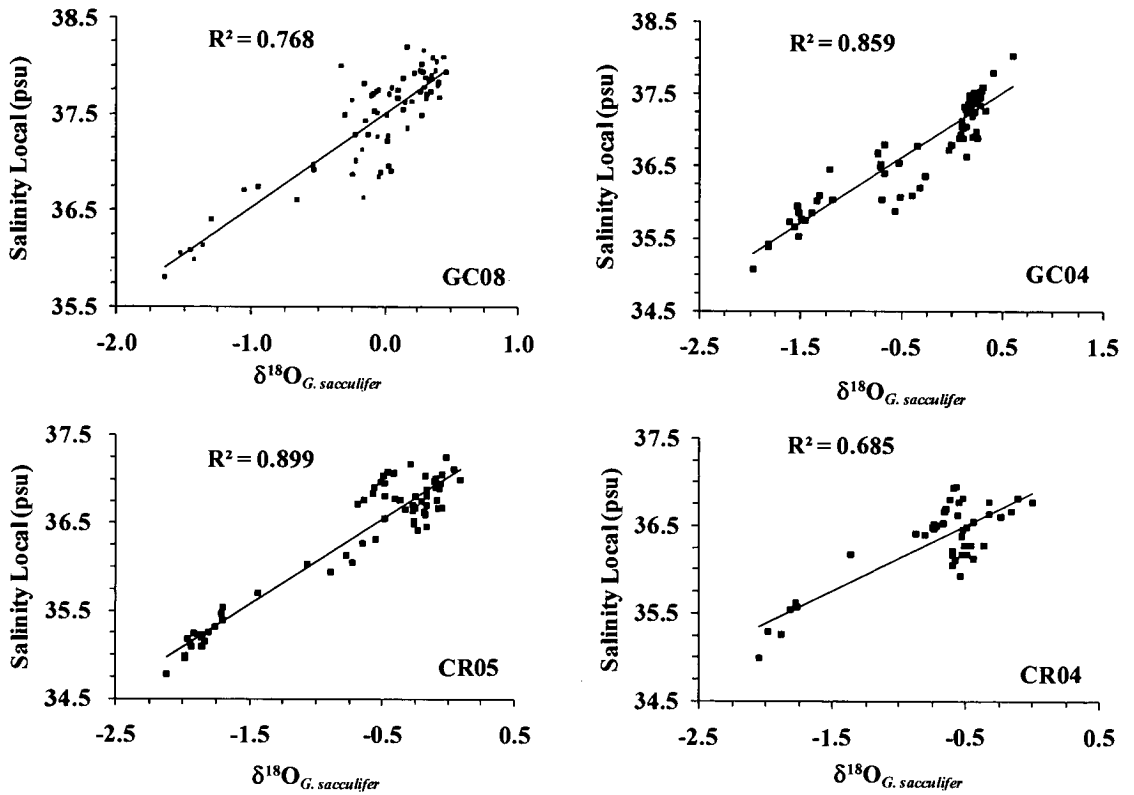 Salinity Local (psu)
38.5
37.5
36.5
35.5
R² = 0.768
GC08
-2.0 -1.0 0.0 1.0
δ¹⁸O G. sacculifer
Salinity Local (psu)
38.5
37.5
36.5
35.5
34.5
R² = 0.859
GC04
-2.5 -1.5 -0.5 0.5 1.5
δ¹⁸O G. sacculifer
Salinity Local (psu)
37.5
36.5
35.5
34.5
R² = 0.899
CR05
-2.5 -1.5 -0.5 0.5
δ¹⁸O G. sacculifer
Salinity Local (psu)
37.5
36.5
35.5
34.5
R² = 0.685
CR04
-2.5 -1.5 -0.5 0.5
δ¹⁸O G. sacculifer